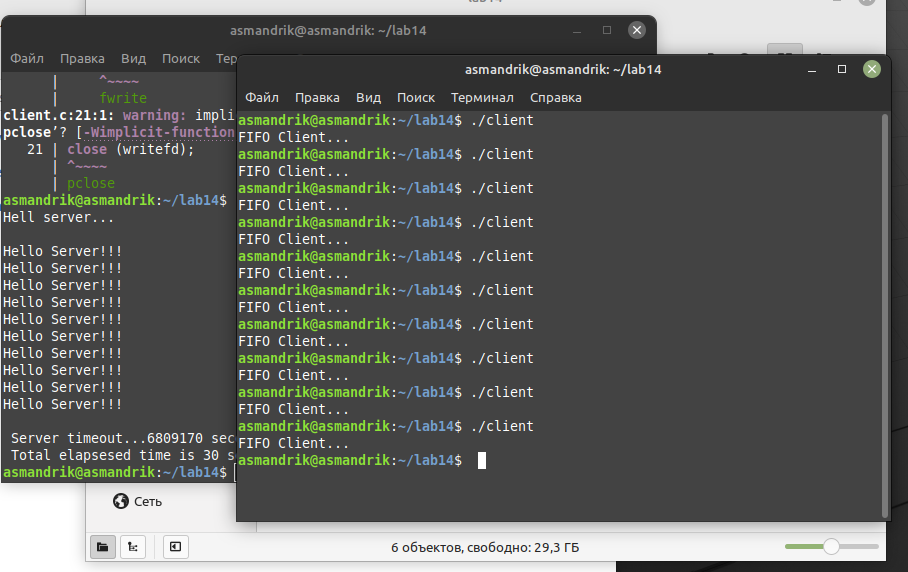 asmandrik@asmandrik: ~/lab14
Файл Правка Вид Поиск
^~~~~
| fwrite
client.c:21:1: warning:
pclose’? [-Wimplicit-function
21 | close (writefd);
| ^~~~~
| pclose
asmandrik@asmandrik:~/lab14$
Hell server...
Hello Server!!!
Hello Server!!!
Hello Server!!!
Hello Server!!!
Hello Server!!!
Hello Server!!!
Hello Server!!!
Hello Server!!!
Hello Server!!!
Hello Server!!!
Server timeout...6809170 sec
Total elapsesed time is 30
asmandrik@asmandrik:~/lab14$
asmandrik@asmandrik: ~/lab14
Файл Правка Вид Поиск Терминал Справка
asmandrik@asmandrik:~/lab14$ ./client
FIFO Client...
asmandrik@asmandrik:~/lab14$ ./client
FIFO Client...
asmandrik@asmandrik:~/lab14$ ./client
FIFO Client...
asmandrik@asmandrik:~/lab14$ ./client
FIFO Client...
asmandrik@asmandrik:~/lab14$ ./client
FIFO Client...
asmandrik@asmandrik:~/lab14$ ./client
FIFO Client...
asmandrik@asmandrik:~/lab14$ ./client
FIFO Client...
asmandrik@asmandrik:~/lab14$ ./client
FIFO Client...
asmandrik@asmandrik:~/lab14$ ./client
FIFO Client...
asmandrik@asmandrik:~/lab14$ ./client
FIFO Client...
asmandrik@asmandrik:~/lab14$
Сеть
6 объектов, свободно: 29,3 ГБ